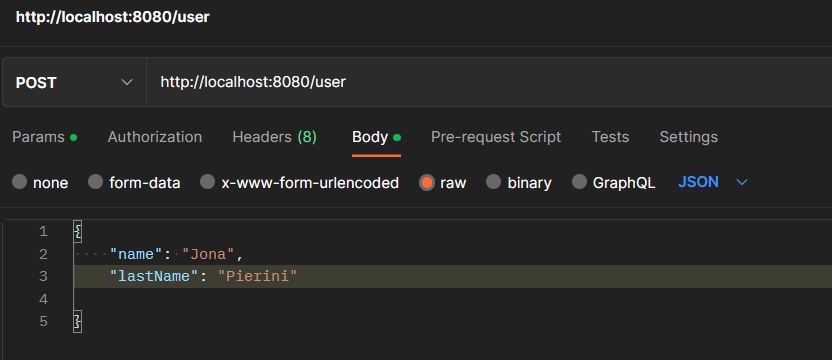 http://localhost:8080/user
POST http://localhost:8080/user
Params Authorization Headers (8) Body Pre-request Script Tests Settings
none form-data x-www-form-urlencoded raw binary GraphQL JSON
1 {
2 "name": "Jona",
3 "lastName": "Pierini"
4
5 }